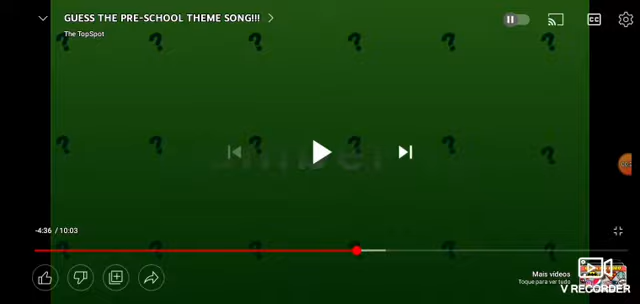 GUESS THE PRE-SCHOOL THEME SONG!!!
The TopSpot
CC
-4:36 / 10:03
Mais vídeos
Toque para ver tudo
V RECORDER